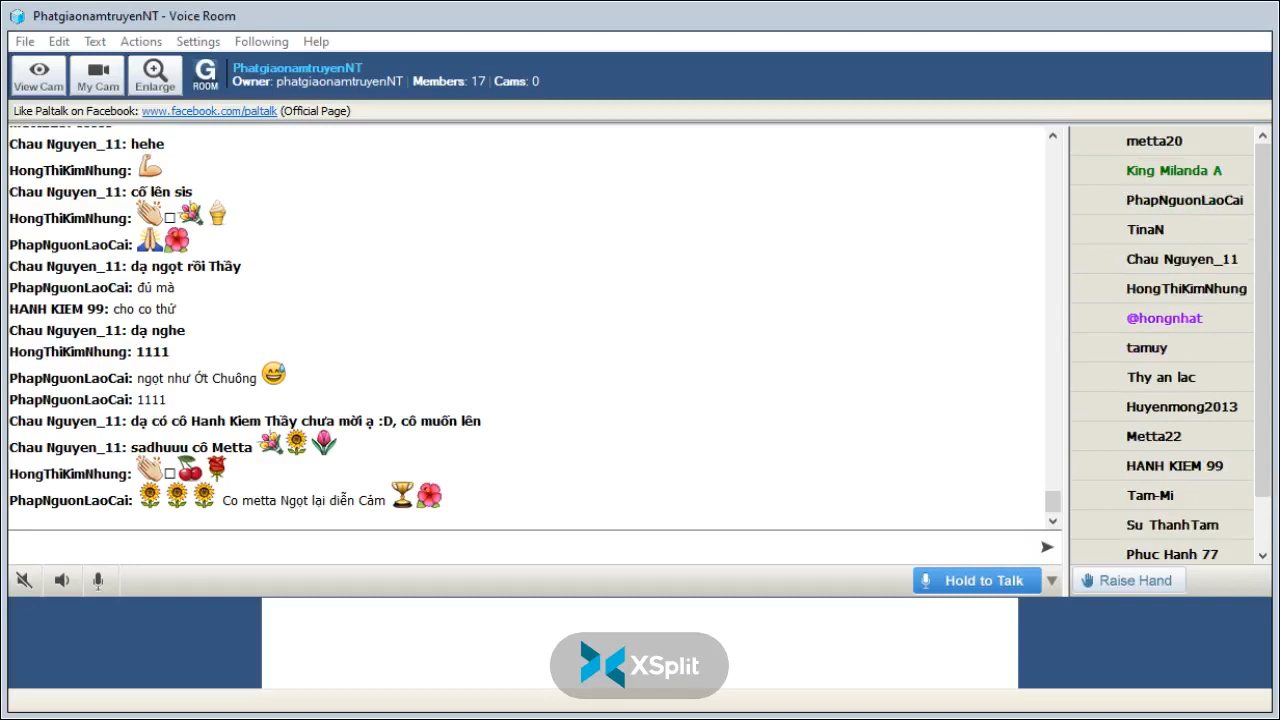 PhatgiaonamtruyenNT - Voice Room
File Edit Text Actions Settings Following Help
View Cam My Cam Enlarge G ROOM
PhatgiaonamtruyenNT
Owner: phatgiaonamtruyenNT | Members: 17 | Cams: 0
Like Paltalk on Facebook: www.facebook.com/paltalk (Official Page)
Chau Nguyen_11: hehe
HongThiKimNhung:
Chau Nguyen_11: cố lên sis
HongThiKimNhung:
PhapNguonLaoCai:
Chau Nguyen_11: dạ ngọt rồi Thầy
PhapNguonLaoCai: đủ mà
HANH KIEM 99: cho co thử
Chau Nguyen_11: dạ nghe
HongThiKimNhung: 1111
PhapNguonLaoCai: ngọt như Ớt Chuông
PhapNguonLaoCai: 1111
Chau Nguyen_11: dạ có cô Hanh Kiem Thầy chưa mời ạ :D, cô muốn lên
Chau Nguyen_11: sadhuuu cô Metta
HongThiKimNhung:
PhapNguonLaoCai: Co metta Ngọt lại diễn Cảm
metta20
King Milanda A
PhapNguonLaoCai
TinaN
Chau Nguyen_11
HongThiKimNhung
@hongnhat
tamuy
Thy an lac
Huyenmong2013
Metta22
HANH KIEM 99
Tam-Mi
Su ThanhTam
Phuc Hanh 77
Hold to Talk
Raise Hand
XSplit